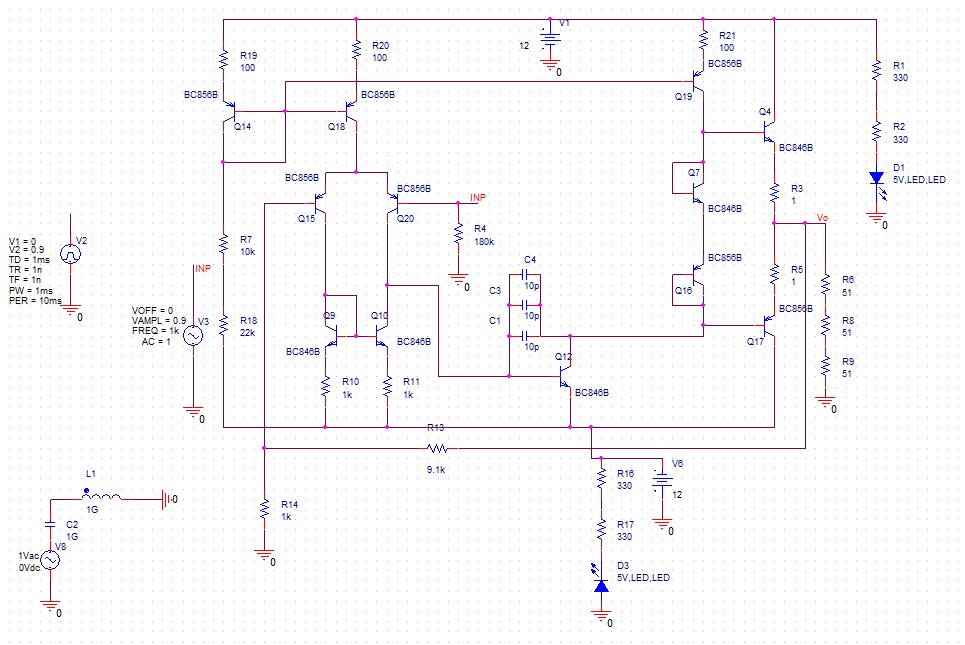 V1
12
0
R19
100
R20
100
R21
100
BC856B
Q19
BC856B
Q14
BC856B
Q18
Q4
BC846B
R1
330
R2
330
D1
5V,LED,LED
0
BC856B
Q15
BC856B
Q20
INP
R4
180k
0
Q7
BC846B
R3
1
Vo
V1 = 0
V2 = 0.9
TD = 1ms
TR = 1n
TF = 1n
PW = 1ms
PER = 10ms
V2
0
R7
10k
INP
VOFF = 0
VAMPL = 0.9
FREQ = 1k
AC = 1
V3
0
R18
22k
C4
10p
C3
10p
C1
10p
BC856B
Q16
R5
1
BC856B
Q17
R6
51
R8
51
R9
51
0
Q9
BC846B
Q10
BC846B
R10
1k
R11
1k
Q12
BC846B
R13
9.1k
R14
1k
0
R16
330
R17
330
V6
12
0
D3
5V,LED,LED
0
L1
1G
0
C2
1G
V8
1Vac
0Vdc
0